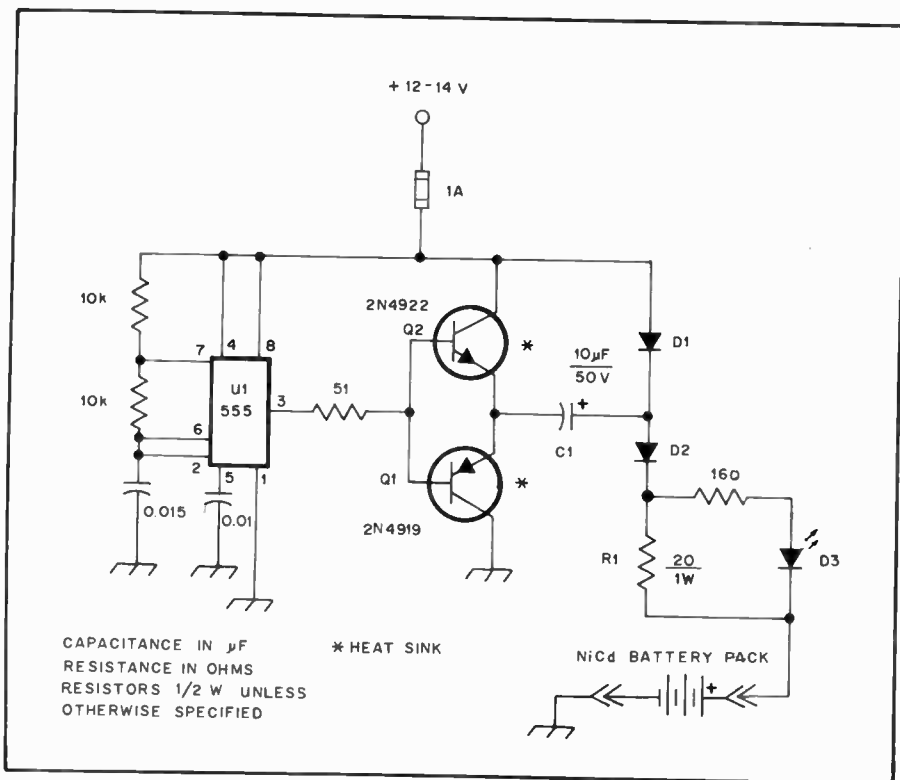 + 12-14 V
1A
10k
2N4922
Q2
*
10µF
50V
D1
7
4
8
U1
555
3
51
+
C1
10k
6
2
5
1
D2
160
Q1
*
2N4919
0.015
0.01
R1
20
1W
D3
CAPACITANCE IN µF
RESISTANCE IN OHMS
RESISTORS 1/2 W UNLESS
OTHERWISE SPECIFIED
* HEAT SINK
NiCd BATTERY PACK
+